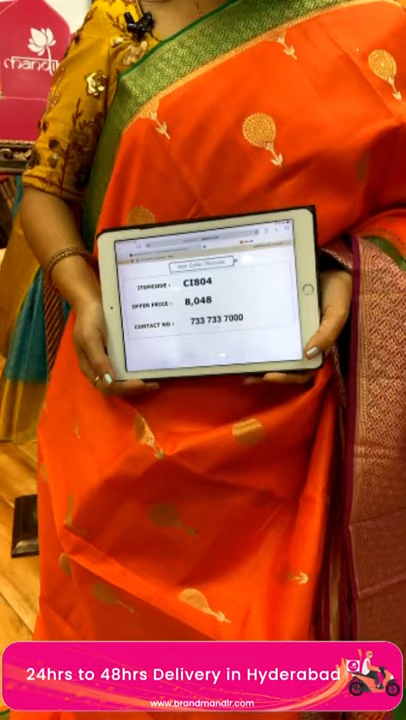 mandir
ITEMCODE : CI804
OFFER PRICE : 8,048
CONTACT NO : 733 733 7000
24hrs to 48hrs Delivery in Hyderabad
www.brandmandir.com